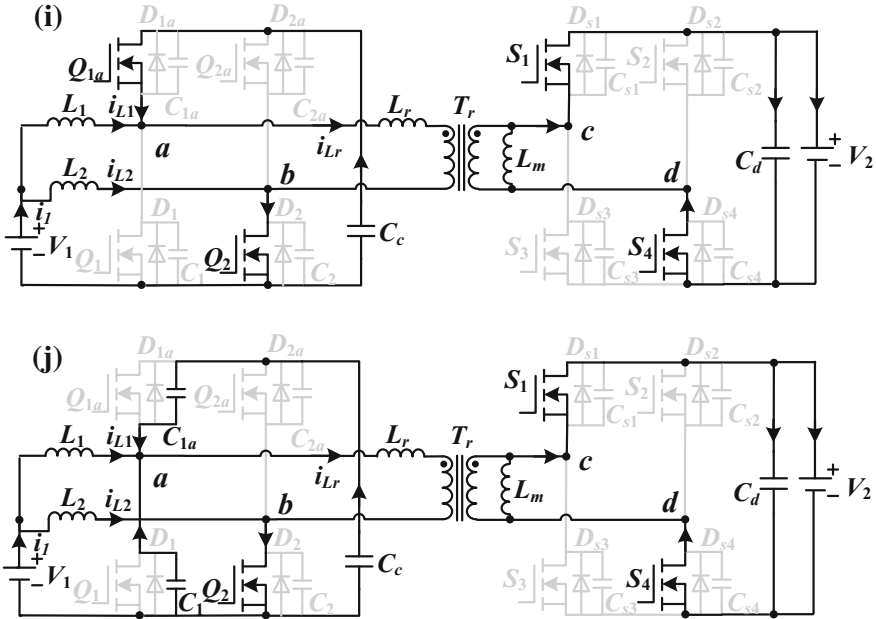 (i)
D1a D2a Ds1 Ds2
Q1a Q2a S1 S2
C1a C2a Cs1 Cs2
L1 iL1 Lr Tr
a iLr c
Lm Cd + V2 −
L2 iL2 b d
i1 D1 D2 Ds3 Ds4
+ − V1 Q1 Q2 Cc S3 S4
C1 C2 Cs3 Cs4
(j)
D1a D2a Ds1 Ds2
Q1a Q2a S1 S2
C1a C2a Cs1 Cs2
L1 iL1 Lr Tr
a iLr c
Lm Cd + V2 −
L2 iL2 b d
i1 D1 D2 Ds3 Ds4
+ − V1 Q1 Q2 Cc S3 S4
C1 C2 Cs3 Cs4